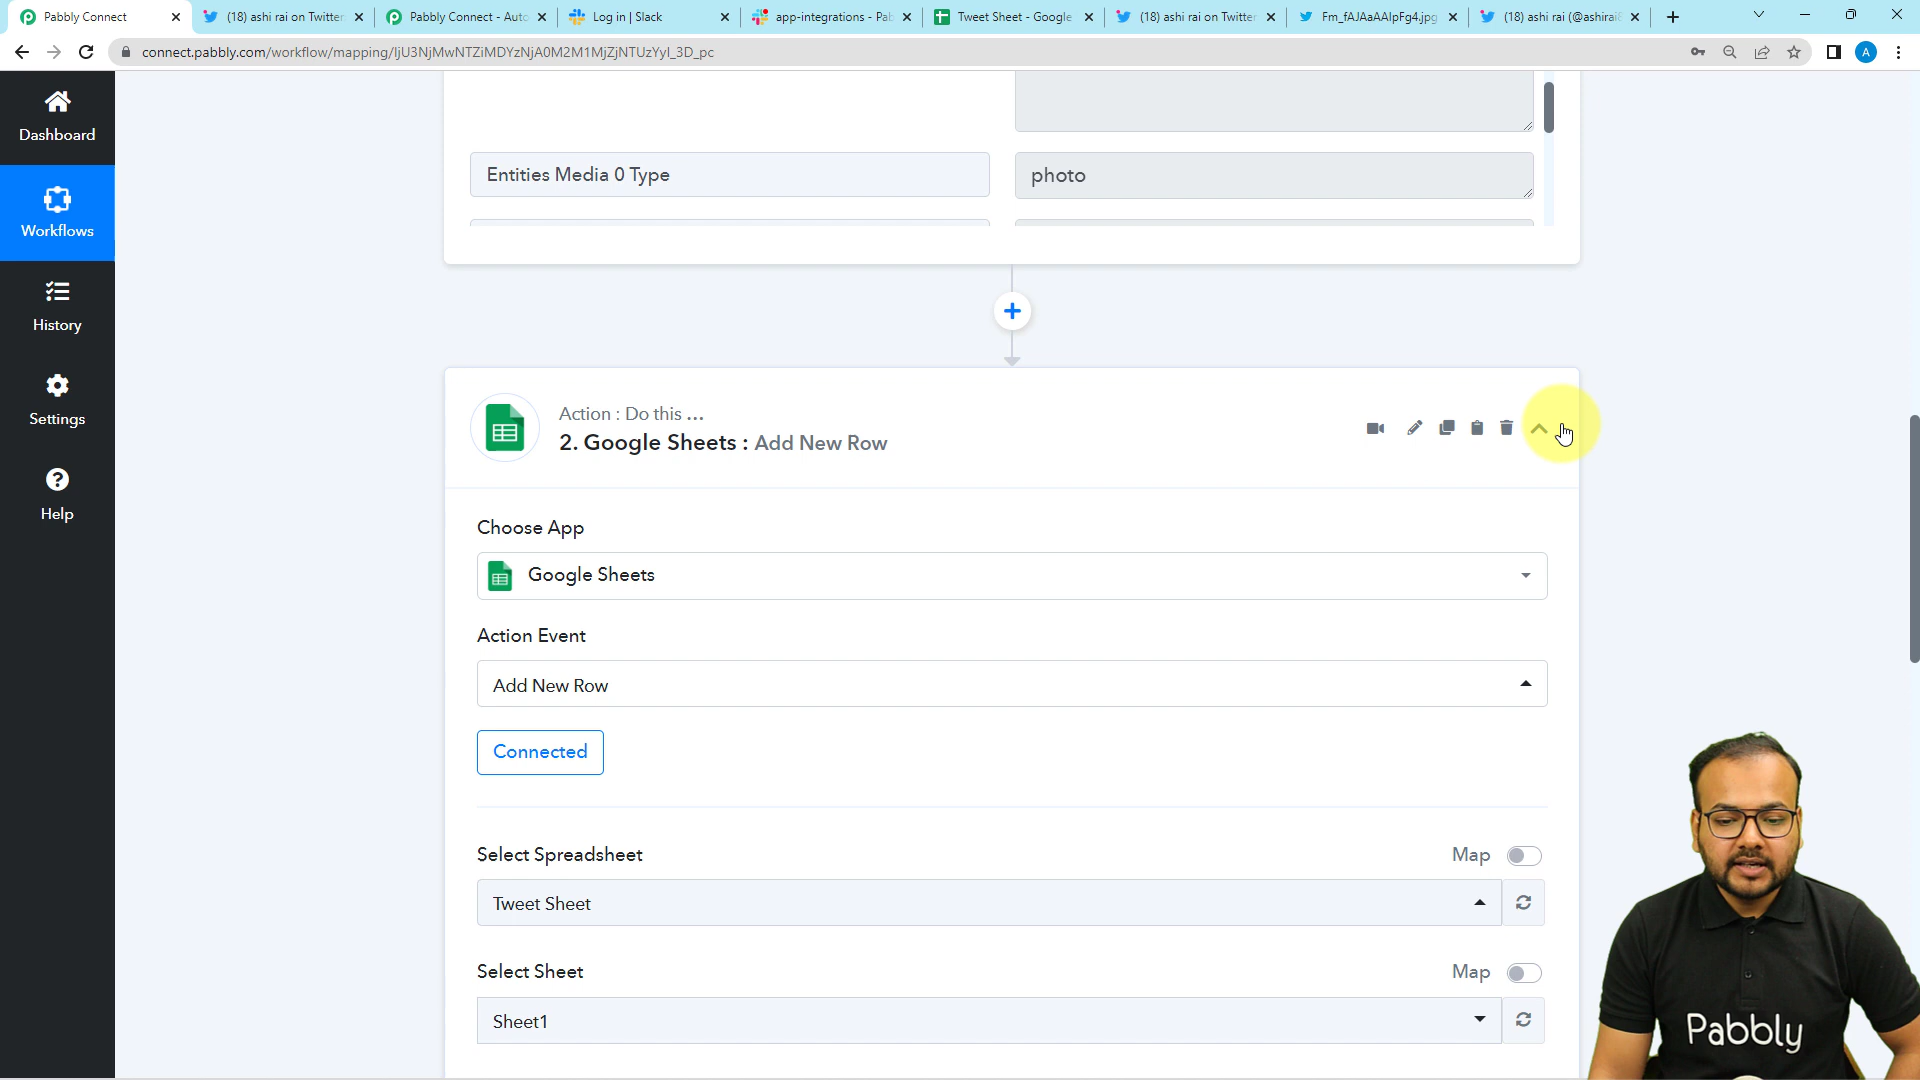 Pabbly Connect
(18) ashi rai on Twitter
Pabbly Connect - Auto
Log in | Slack
app-integrations - Pab
Tweet Sheet - Google
(18) ashi rai on Twitter
Fm_fAJAaAAIpFg4.jpg
(18) ashi rai (@ashirai
connect.pabbly.com/workflow/mapping/IjU3NjMwNTZiMDYzNjA0M2M1MjZjNTUzYyI_3D_pc
A
Dashboard
Workflows
History
Settings
Help
Entities Media 0 Type
photo
Action : Do this ...
2. Google Sheets : Add New Row
Choose App
Google Sheets
Action Event
Add New Row
Connected
Select Spreadsheet
Map
Tweet Sheet
Select Sheet
Map
Sheet1
Pabbly